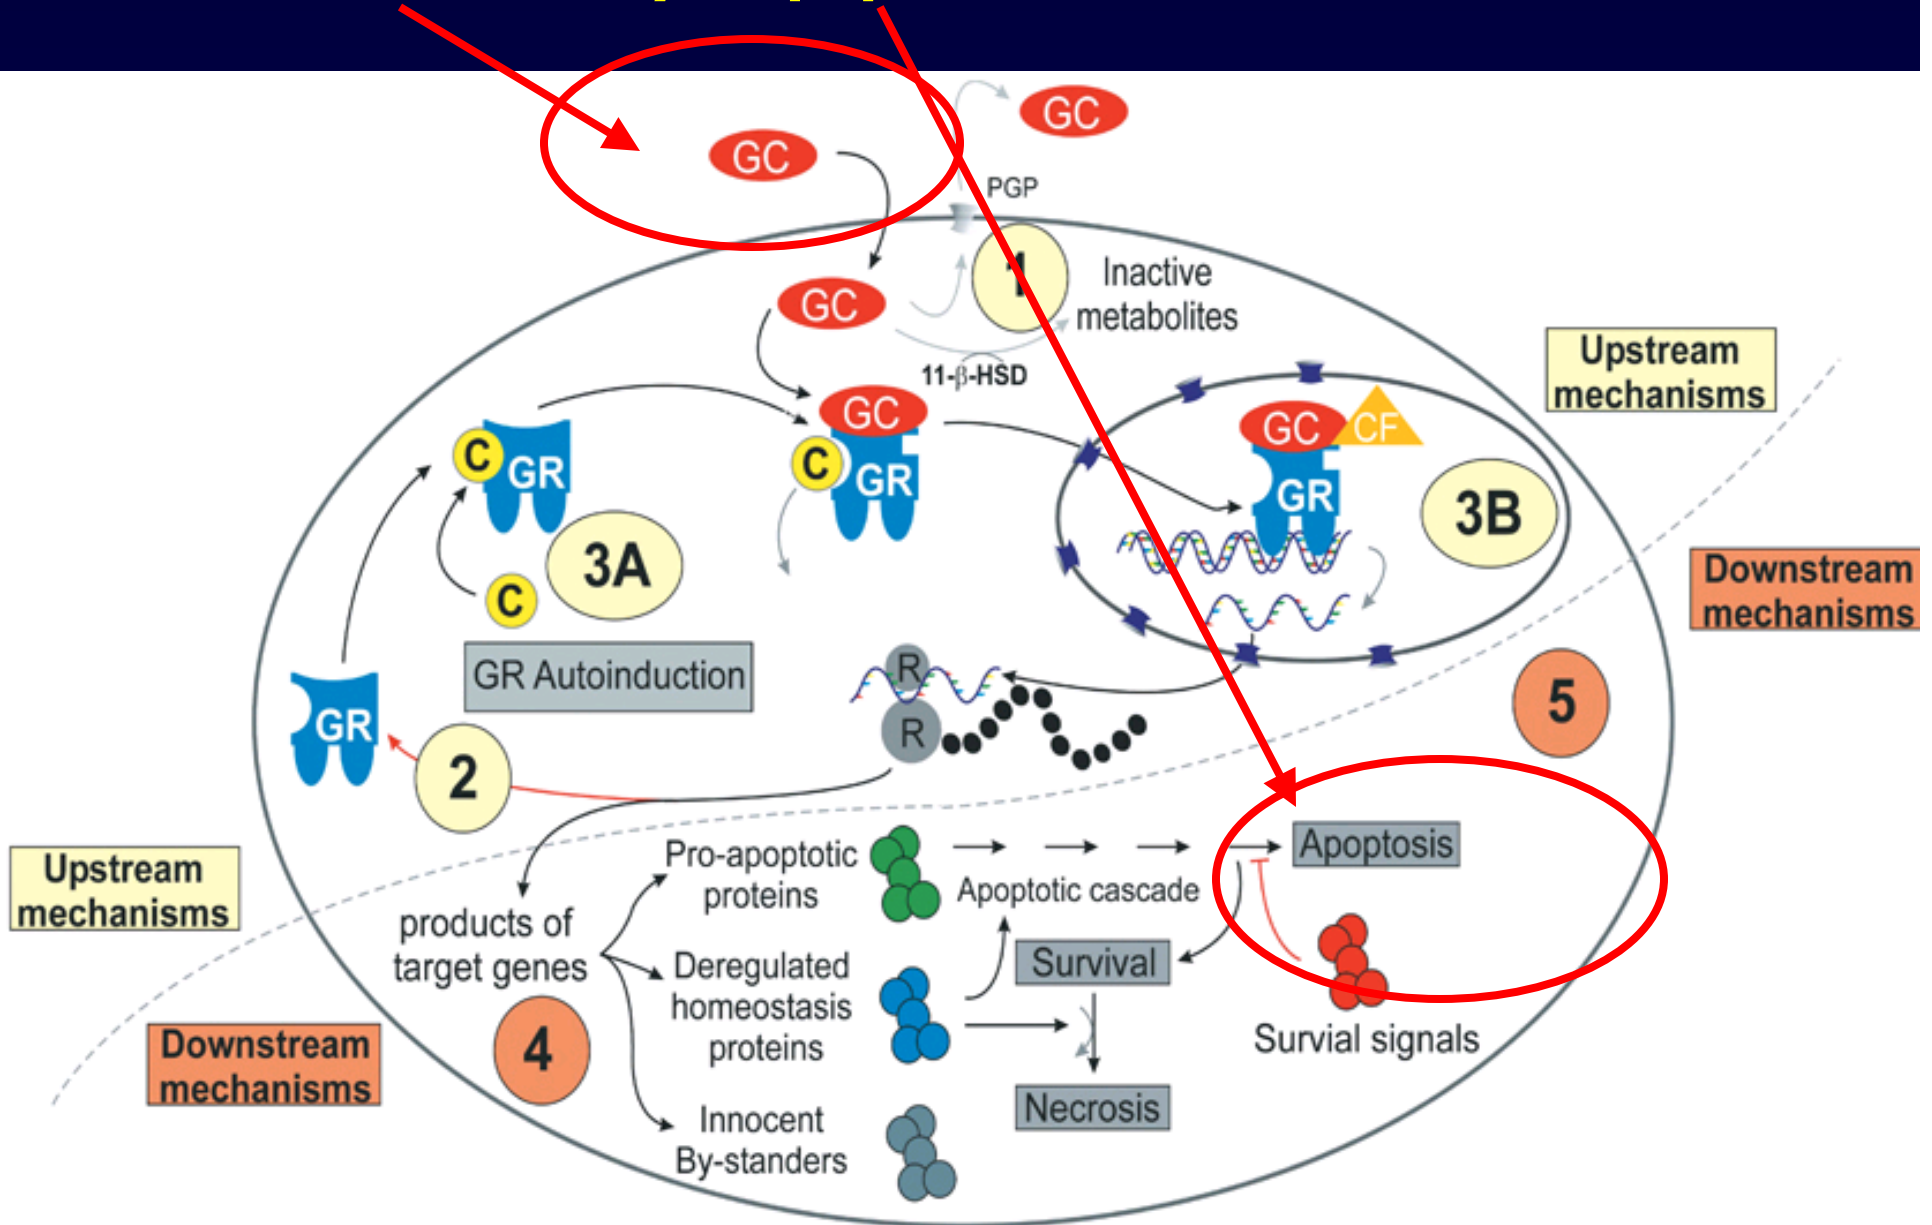 GC
GC
PGP
1
GC
Inactive
metabolites
11-β-HSD
Upstream
mechanisms
GC
C
GR
GC
CF
GR
3B
C
GR
3A
C
Downstream
mechanisms
GR Autoinduction
R
R
GR
2
5
Upstream
mechanisms
Pro-apoptotic
proteins
Apoptosis
Apoptotic cascade
products of
target genes
Survival
Deregulated
homeostasis
proteins
4
Downstream
mechanisms
Survial signals
Necrosis
Innocent
By-standers